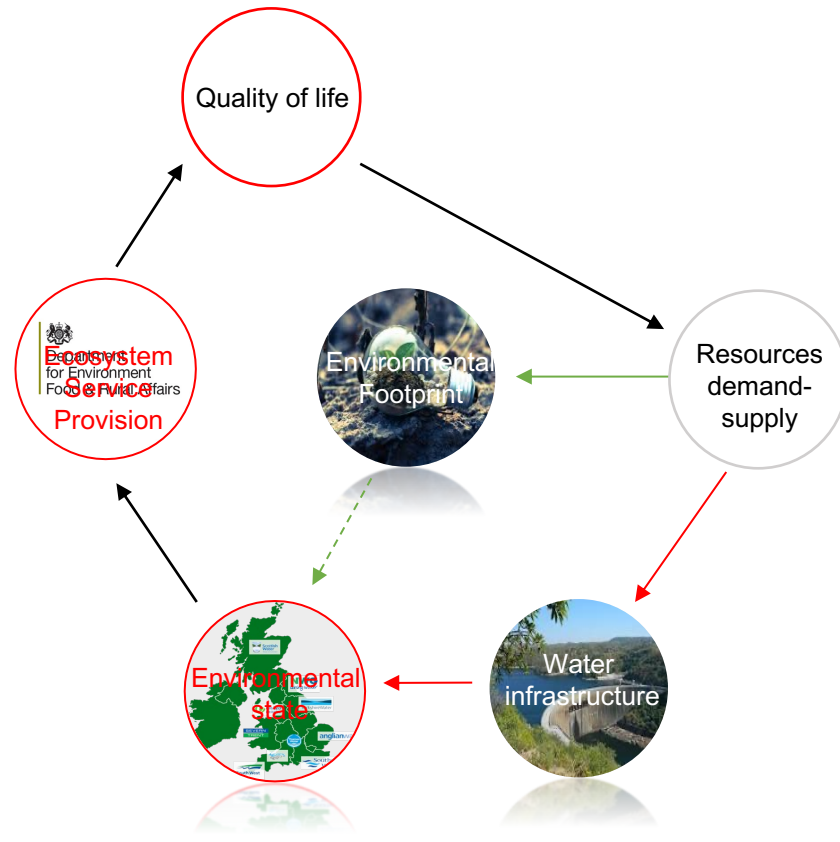 Quality of life
Department
for Environment
Food & Rural Affairs
Ecosystem
Service
Provision
Environmental
Footprint
Resources
demand-
supply
Environmental
state
anglianw
Water
infrastructure